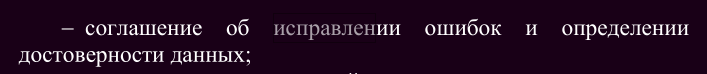 – соглашение об исправлении ошибок и определении
достоверности данных;